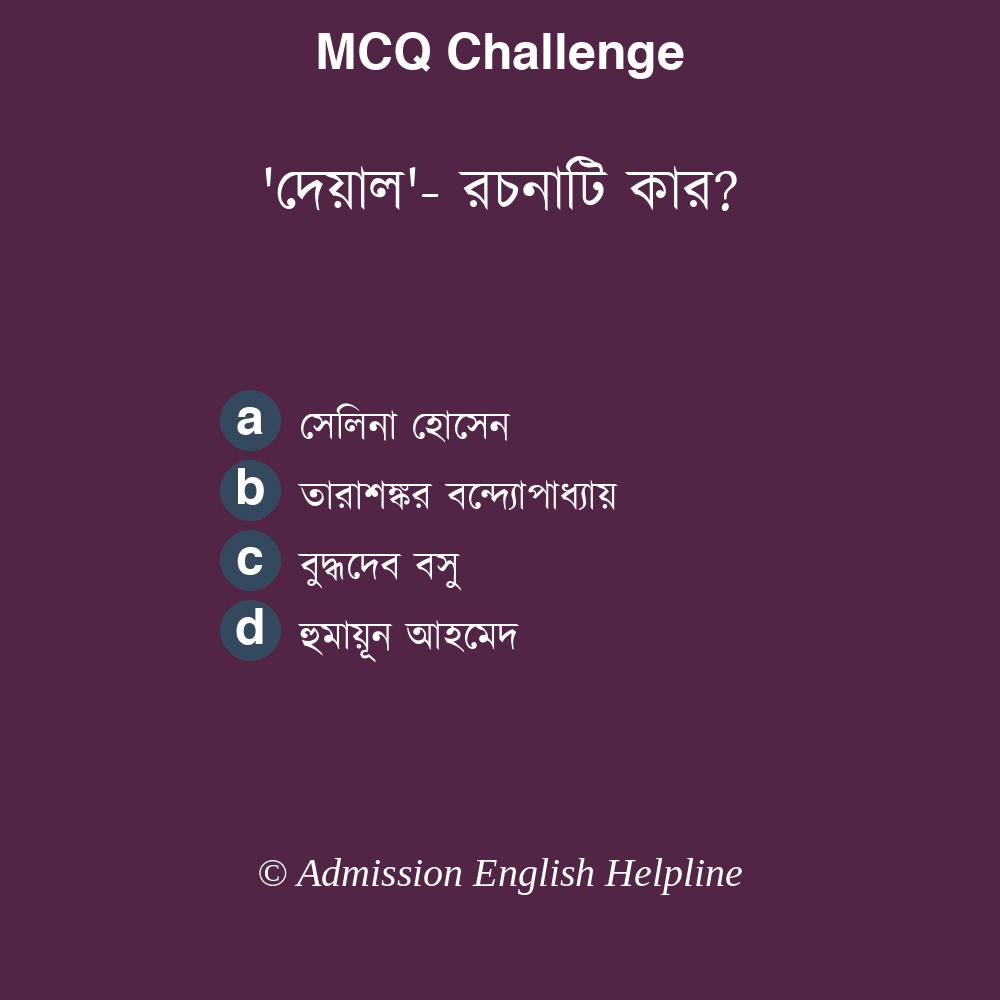 MCQ Challenge
'দেয়াল'- রচনাটি কার?
a সেলিনা হোসেন
b তারাশঙ্কর বন্দ্যোপাধ্যায়
c বুদ্ধদেব বসু
d হুমায়ূন আহমেদ
© Admission English Helpline